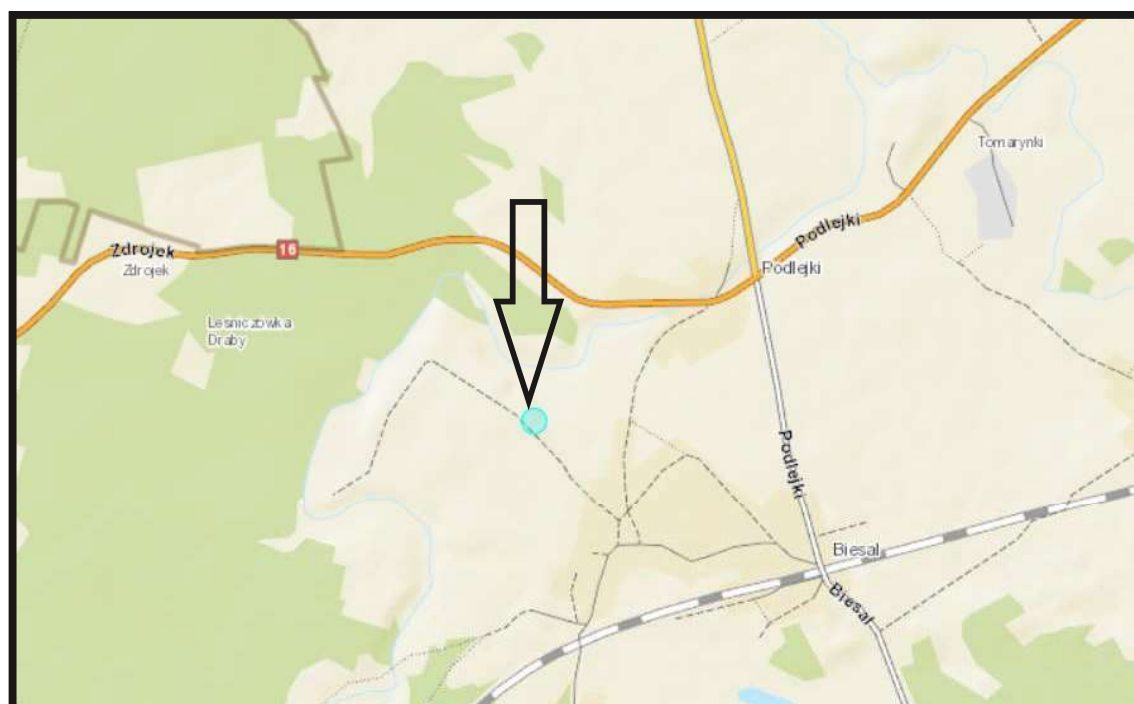 Tomarynki
Podlejki
Zdrojek
16
Zdrojek
Podlejki
Leśniczówka
Draby
Podlejki
Biesal
Biesal